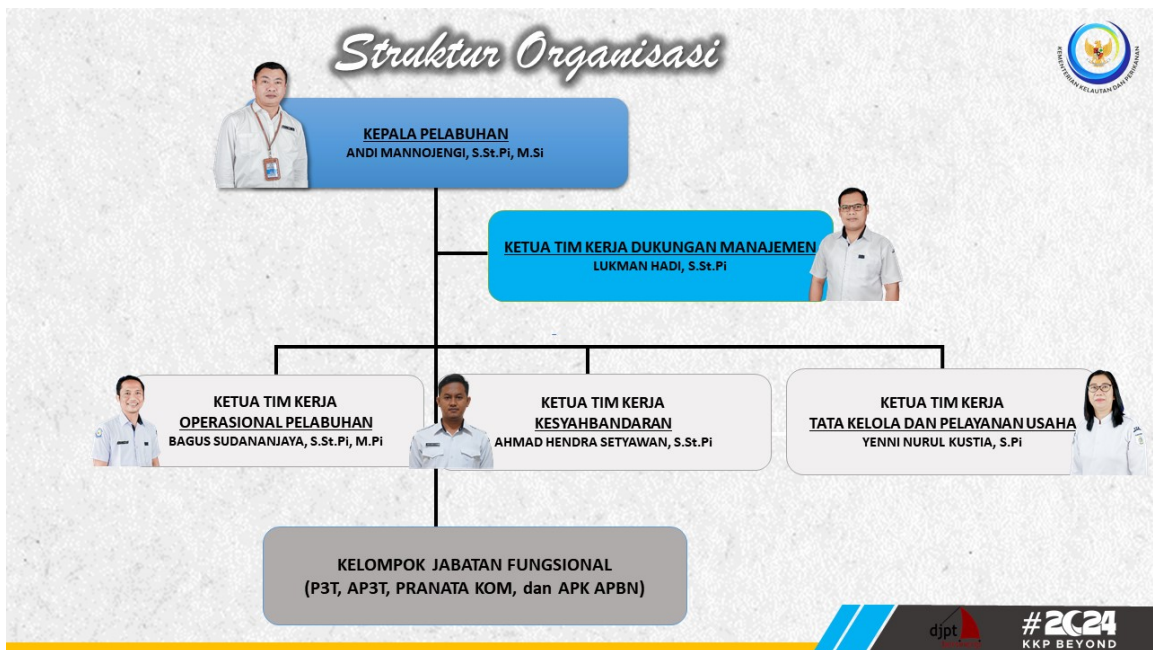 Struktur Organisasi
KEMENTERIAN KELAUTAN DAN PERIKANAN
KEPALA PELABUHAN
ANDI MANNOJENGI, S.St.Pi, M.Si
KETUA TIM KERJA DUKUNGAN MANAJEMEN
LUKMAN HADI, S.St.Pi
KETUA TIM KERJA
OPERASIONAL PELABUHAN
BAGUS SUDANANJAYA, S.St.Pi, M.Pi
KETUA TIM KERJA
KESYAHBANDARAN
AHMAD HENDRA SETYAWAN, S.St.Pi
KETUA TIM KERJA
TATA KELOLA DAN PELAYANAN USAHA
YENNI NURUL KUSTIA, S.Pi
KELOMPOK JABATAN FUNGSIONAL
(P3T, AP3T, PRANATA KOM, dan APK APBN)
djpt
#2024
KKP BEYOND